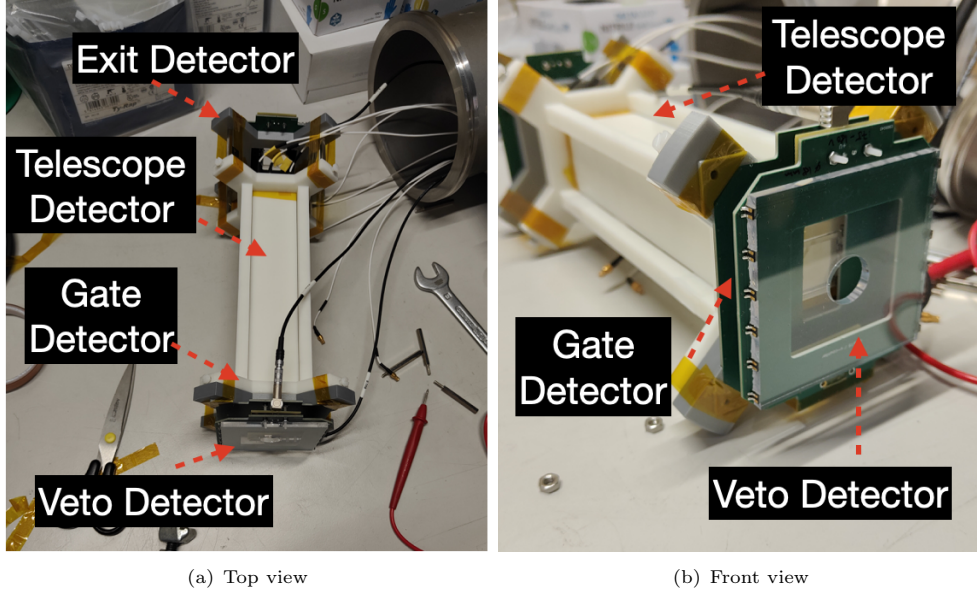 Exit Detector
Telescope
Detector
Gate
Detector
Veto Detector
Telescope
Detector
Gate
Detector
Veto Detector
(a) Top view
(b) Front view